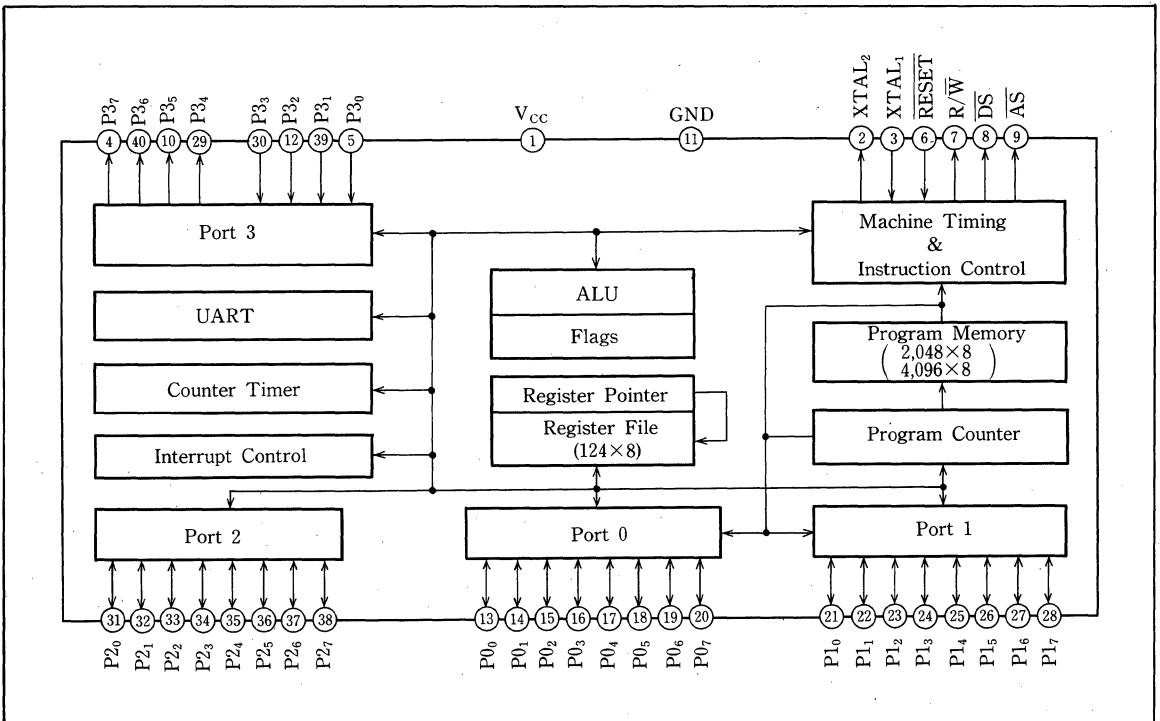 P3₇ P3₆ P3₅ P3₄ P3₃ P3₂ P3₁ P3₀
V_CC
GND
XTAL₂ XTAL₁ R̅E̅S̅E̅T̅ R/W̅ D̅S̅ A̅S̅
4 40 10 29 30 12 39 5
1
11
2 3 6 7 8 9
Port 3
Machine Timing
&
Instruction Control
ALU
Flags
UART
Program Memory
(2,048×8
4,096×8)
Counter Timer
Register Pointer
Register File
(124×8)
Program Counter
Interrupt Control
Port 2
Port 0
Port 1
31 32 33 34 35 36 37 38
13 14 15 16 17 18 19 20
21 22 23 24 25 26 27 28
P2₀ P2₁ P2₂ P2₃ P2₄ P2₅ P2₆ P2₇
P0₀ P0₁ P0₂ P0₃ P0₄ P0₅ P0₆ P0₇
P1₀ P1₁ P1₂ P1₃ P1₄ P1₅ P1₆ P1₇